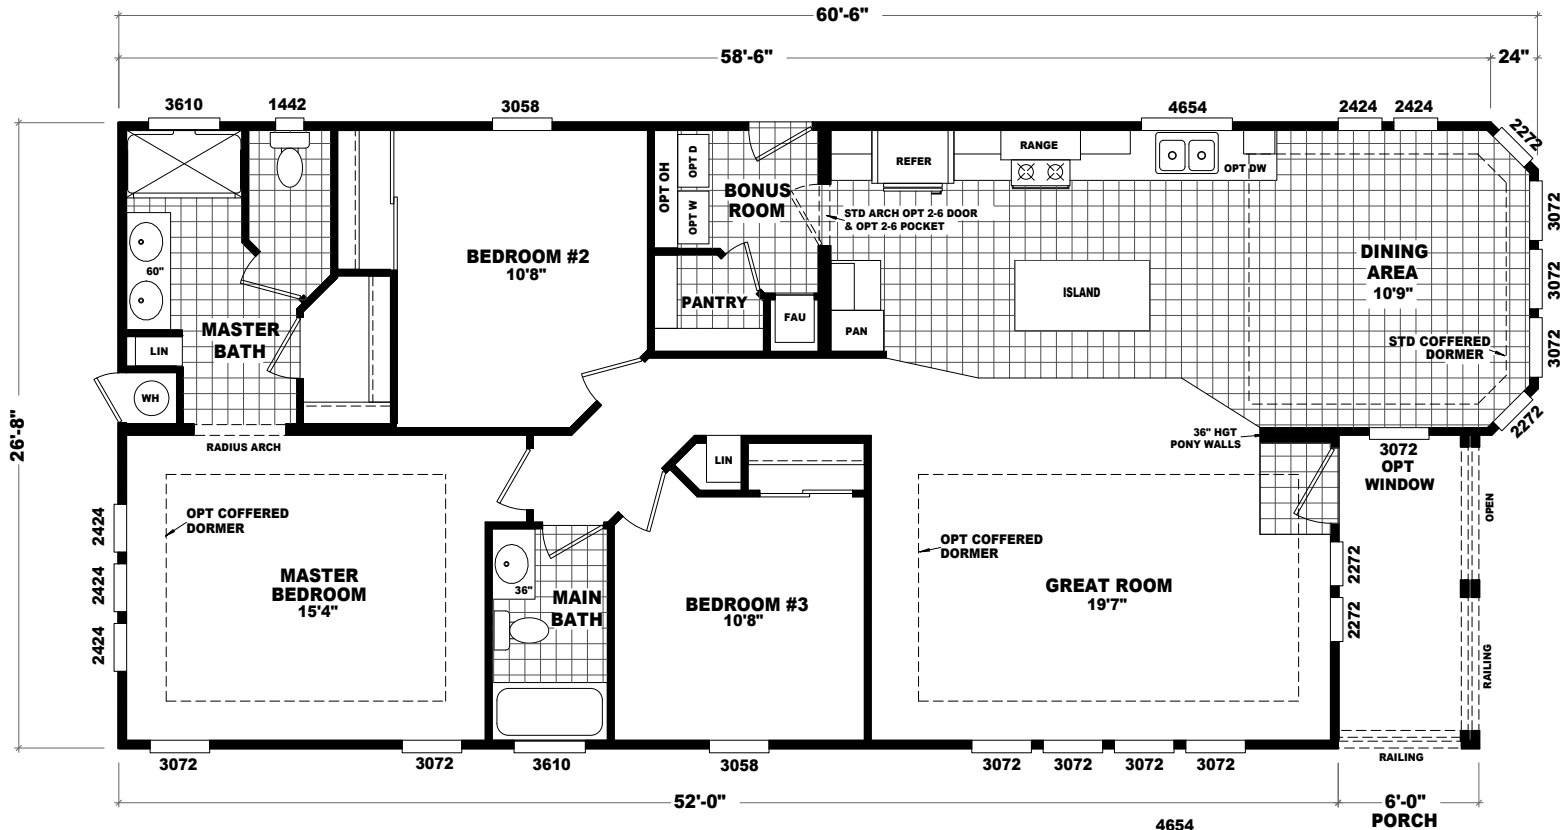 60'-6"
58'-6"
24"
3610
1442
3058
4654
2424
2424
2272
RANGE
REFER
OPT DW
OPT OH
OPT D
OPT W
BONUS
ROOM
STD ARCH OPT 2-6 DOOR
& OPT 2-6 POCKET
3072
3072
3072
BEDROOM #2
10'8"
DINING
AREA
10'9"
60"
ISLAND
PANTRY
FAU
PAN
MASTER
BATH
LIN
STD COFFERED
DORMER
WH
26'-8"
2272
RADIUS ARCH
36" HGT
PONY WALLS
LIN
3072
OPT
WINDOW
OPEN
2424
2424
2424
OPT COFFERED
DORMER
OPT COFFERED
DORMER
MASTER
BEDROOM
15'4"
36"
MAIN
BATH
BEDROOM #3
10'8"
GREAT ROOM
19'7"
2272
2272
RAILING
RAILING
3072
3072
3610
3058
3072
3072
3072
3072
52'-0"
6'-0"
PORCH
4654